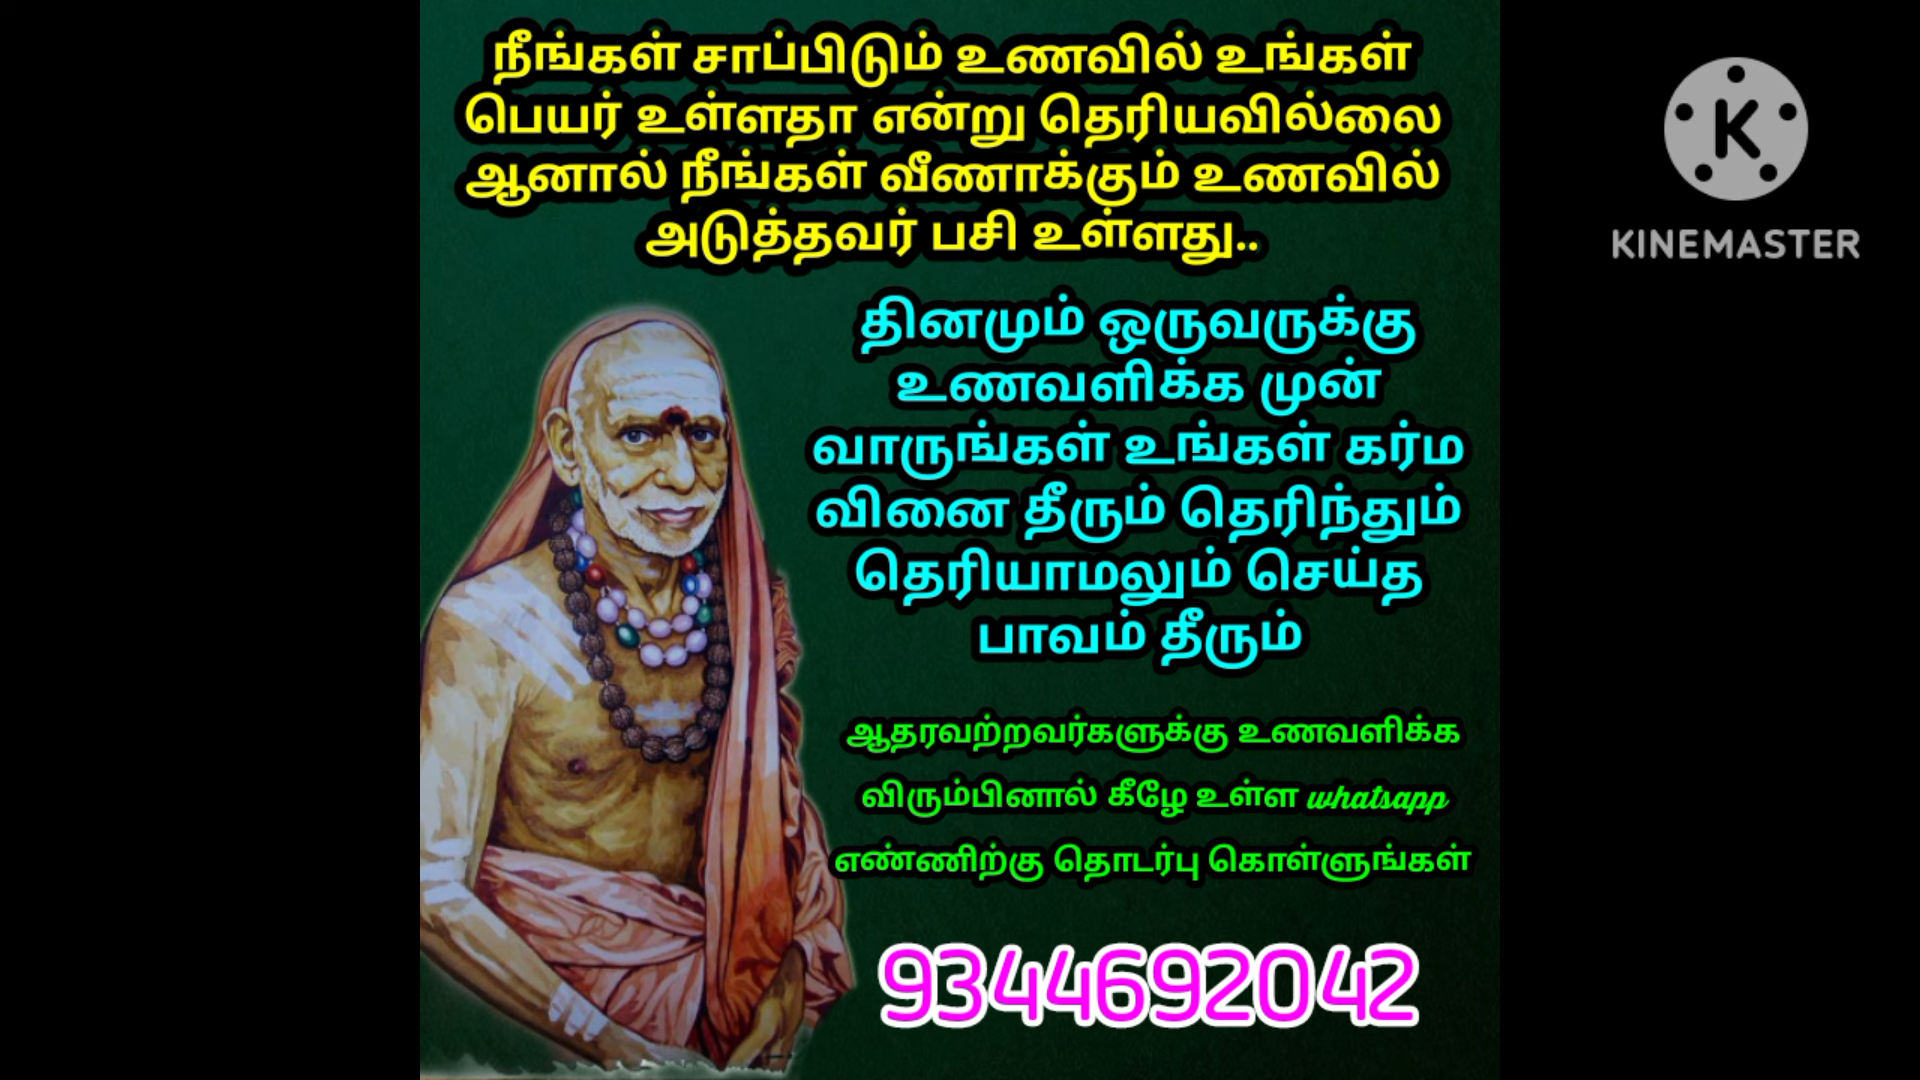 நீங்கள் சாப்பிடும் உணவில் உங்கள்
பெயர் உள்ளதா என்று தெரியவில்லை
ஆனால் நீங்கள் வீணாக்கும் உணவில்
அடுத்தவர் பசி உள்ளது..
தினமும் ஒருவருக்கு
உணவளிக்க முன்
வாருங்கள் உங்கள் கர்ம
வினை தீரும் தெரிந்தும்
தெரியாமலும் செய்த
பாவம் தீரும்
ஆதரவற்றவர்களுக்கு உணவளிக்க
விரும்பினால் கீழே உள்ள whatsapp
எண்ணிற்கு தொடர்பு கொள்ளுங்கள்
9344692042
K
KINEMASTER